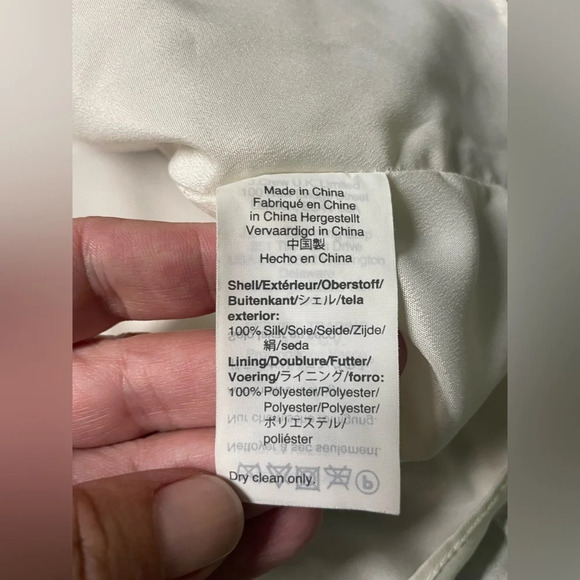 Made in China
Fabriqué en Chine
in China Hergestellt
Vervaardigd in China
中国製
Hecho en China
Shell/Extérieur/Oberstoff/
Buitenkant/シェル/tela
exterior:
100% Silk/Soie/Seide/Zijde/
絹/seda
Lining/Doublure/Futter/
Voering/ライニング/forro:
100% Polyester/Polyester/
Polyester/Polyester/
ポリエステル/
poliéster
Nettoyer à sec seulement.
Dry clean only.
P